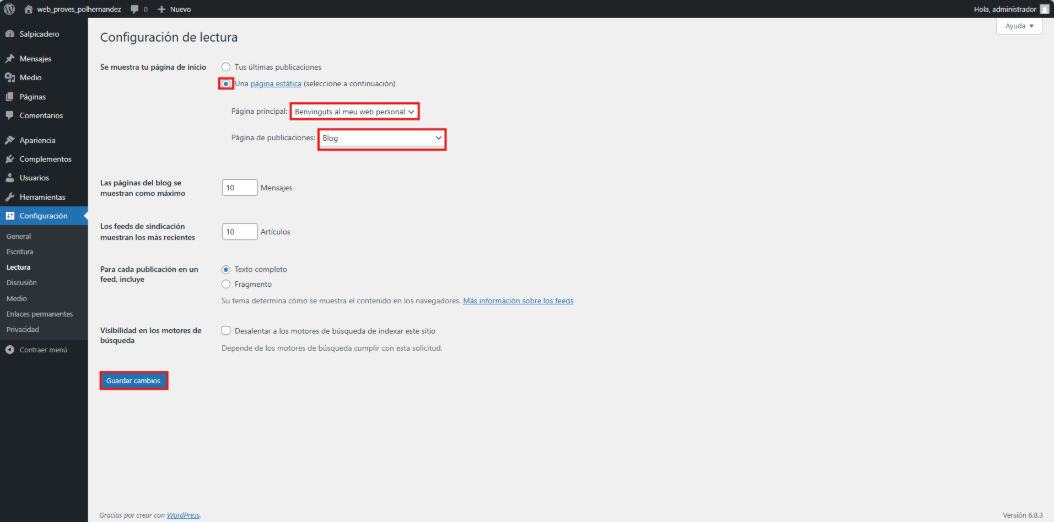 web_proves_polhernandez 0 + Nuevo Hola, administrador
Ayuda ▼
Salpicadero
Mensajes
Medio
Páginas
Comentarios
Apariencia
Complementos
Usuarios
Herramientas
Configuración
General
Escritura
Lectura
Discusión
Medio
Enlaces permanentes
Privacidad
Contraer menú
Configuración de lectura
Se muestra tu página de inicio
Tus últimas publicaciones
Una página estática (seleccione a continuación)
Página principal: Benvinguts al meu web personal
Página de publicaciones: Blog
Las páginas del blog se
muestran como máximo
10 Mensajes
Los feeds de sindicación
muestran los más recientes
10 Artículos
Para cada publicación en un
feed, incluye
Texto completo
Fragmento
Su tema determina cómo se muestra el contenido en los navegadores. Más información sobre los feeds
Visibilidad en los motores de
búsqueda
Desalentar a los motores de búsqueda de indexar este sitio
Depende de los motores de búsqueda cumplir con esta solicitud.
Guardar cambios
Gracias por crear con WordPress.
Versión 6.8.3